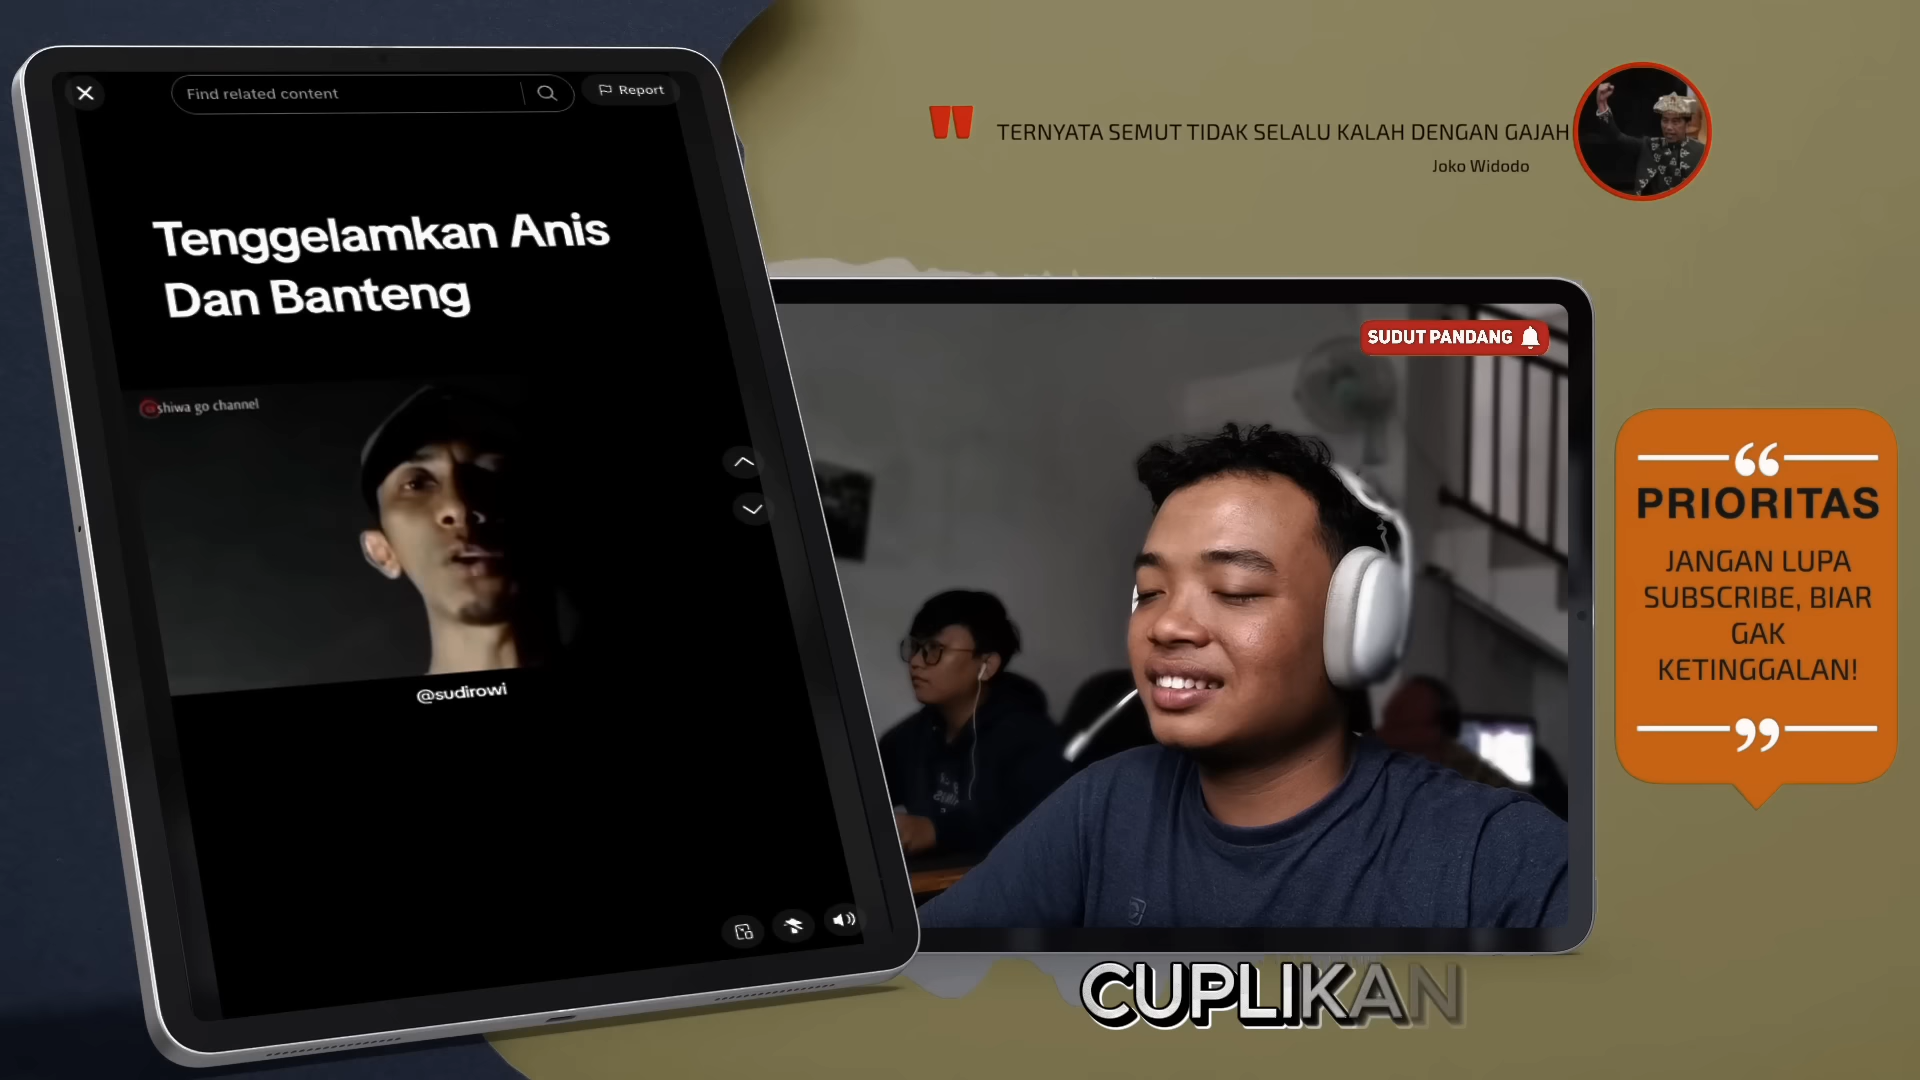 Find related content
Report
Tenggelamkan Anis
Dan Banteng
@shiwa go channel
@sudirowi
TERNYATA SEMUT TIDAK SELALU KALAH DENGAN GAJAH
Joko Widodo
SUDUT PANDANG
PRIORITAS
JANGAN LUPA
SUBSCRIBE, BIAR
GAK
KETINGGALAN!
CUPLIKAN